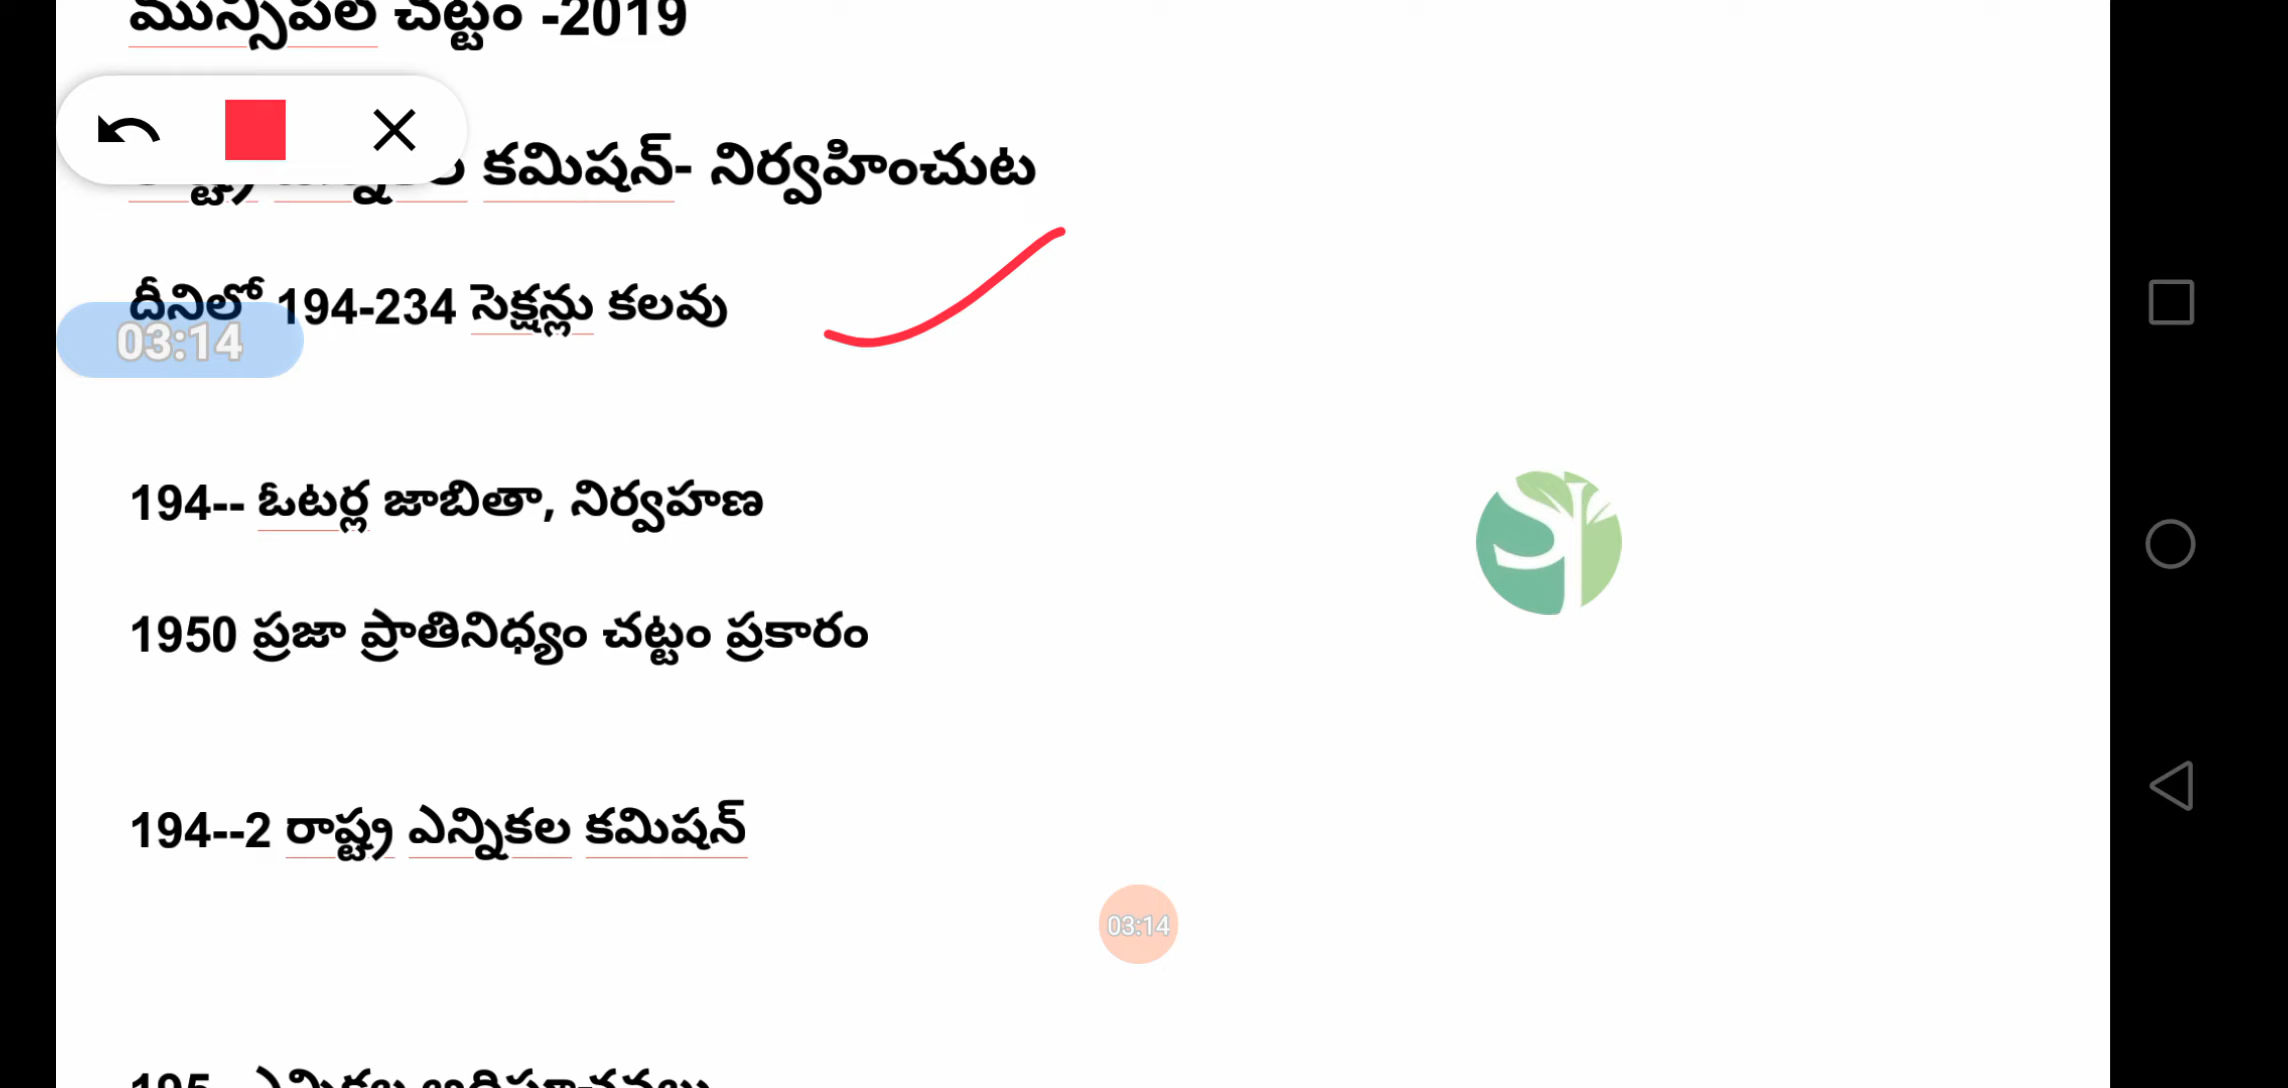 మున్సిపల్ చట్టం -2019
కమిషన్- నిర్వహించుట
దీనిలో 194-234 సెక్షన్లు కలవు
03:14
194-- ఓటర్ల జాబితా, నిర్వహణ
1950 ప్రజా ప్రాతినిధ్యం చట్టం ప్రకారం
194--2 రాష్ట్ర ఎన్నికల కమిషన్
03:14